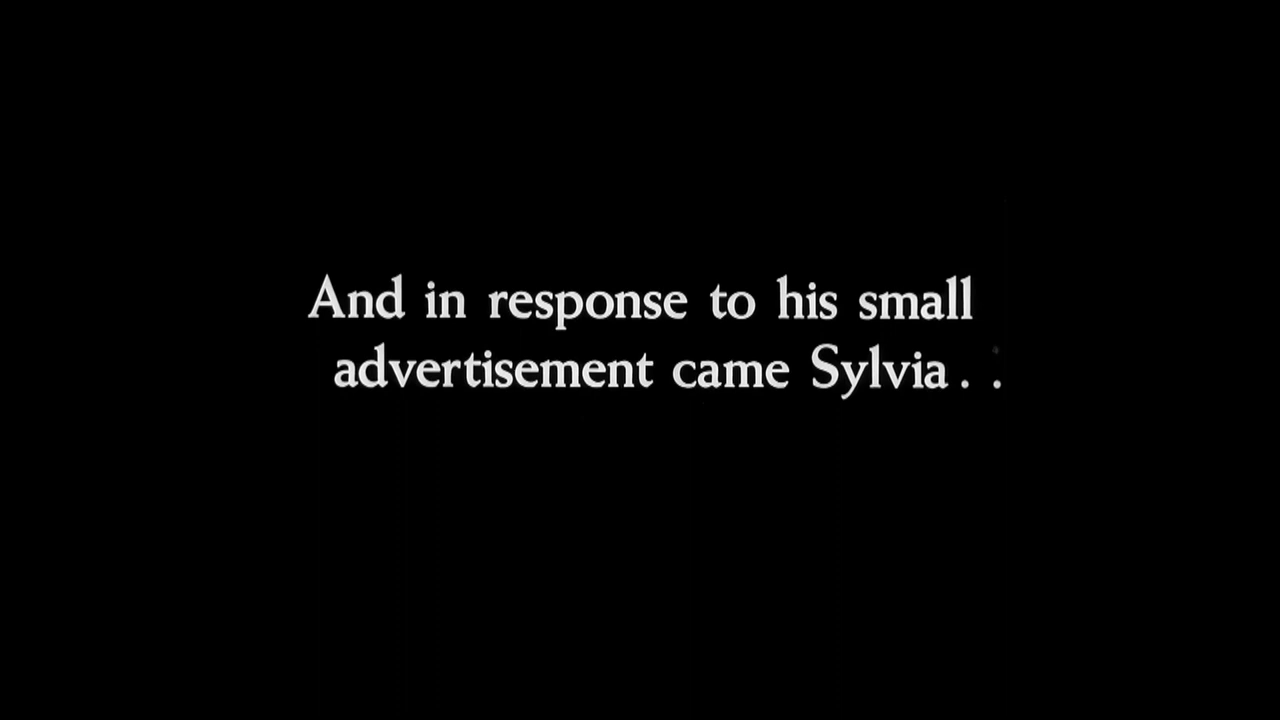 And in response to his small
advertisement came Sylvia . .